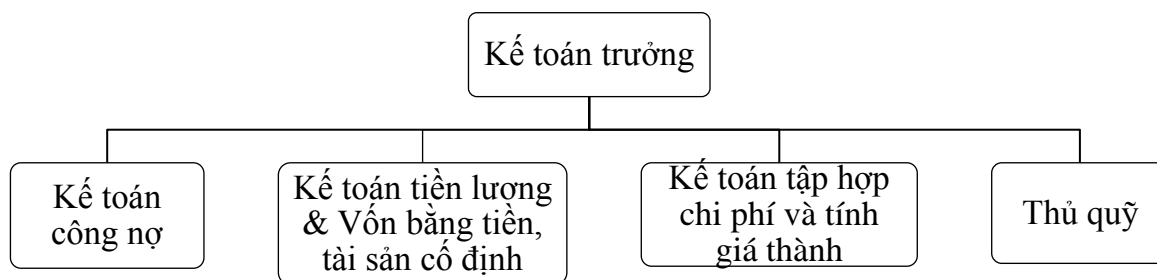 Kế toán trưởng
Kế toán
công nợ
Kế toán tiền lương
& Vốn bằng tiền,
tài sản cố định
Kế toán tập hợp
chi phí và tính
giá thành
Thủ quỹ